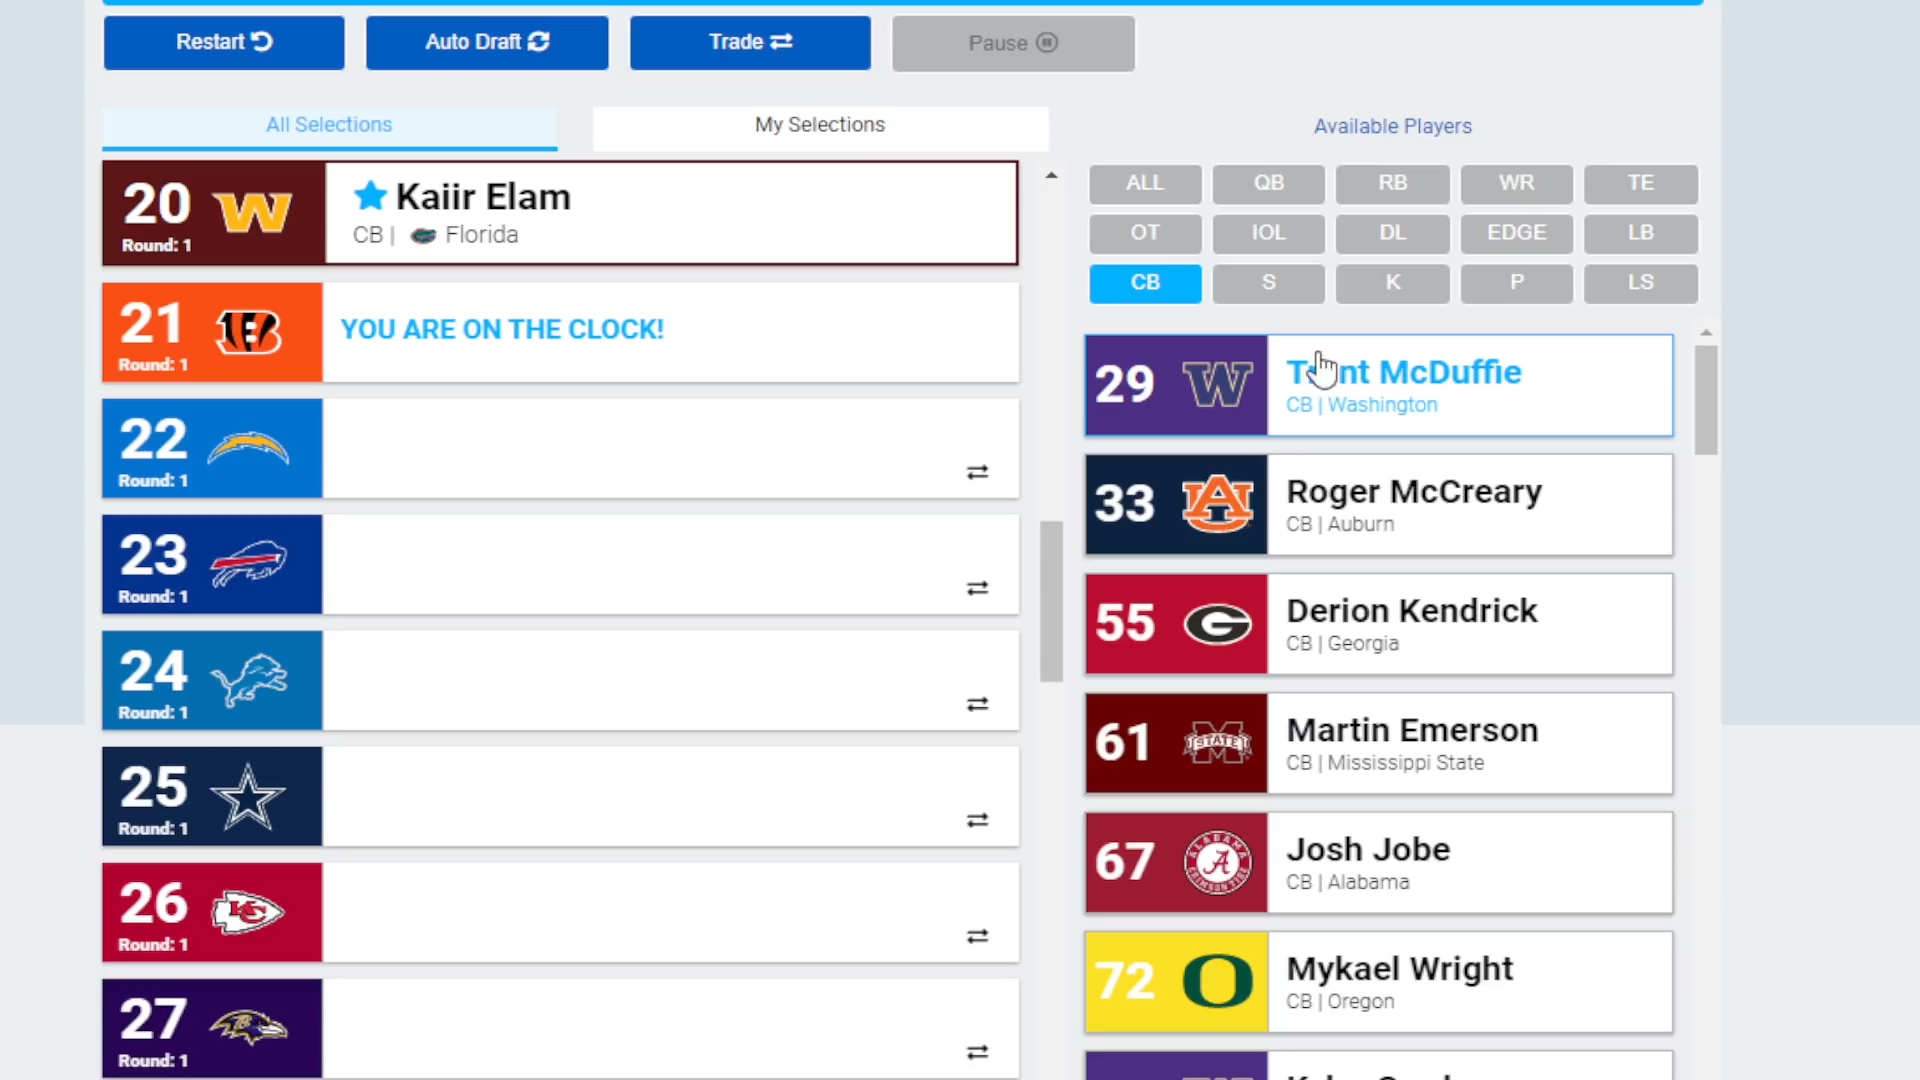 Restart
Auto Draft
Trade
Pause
All Selections
My Selections
Available Players
20
Round: 1
Kaiir Elam
CB |
Florida
21
Round: 1
YOU ARE ON THE CLOCK!
22
Round: 1
23
Round: 1
24
Round: 1
25
Round: 1
26
Round: 1
27
Round: 1
ALL
QB
RB
WR
TE
OT
IOL
DL
EDGE
LB
CB
S
K
P
LS
29
McDuffie
CB | Washington
33
Roger McCreary
CB | Auburn
55
Derion Kendrick
CB | Georgia
61
STATE
Martin Emerson
CB | Mississippi State
67
Josh Jobe
CB | Alabama
72
Mykael Wright
CB | Oregon